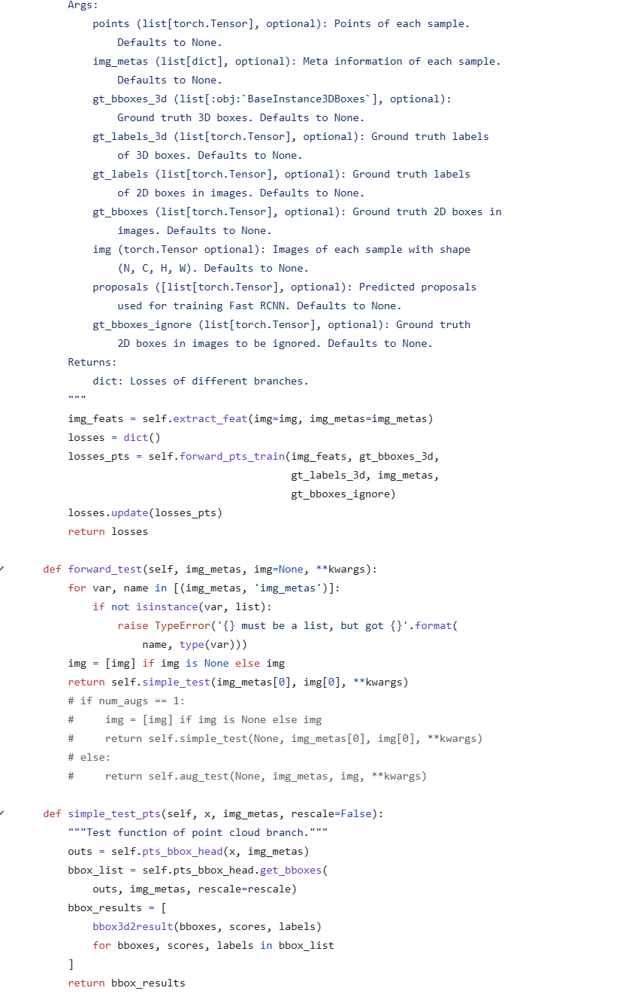 Args:
    points (list[torch.Tensor], optional): Points of each sample.
        Defaults to None.
    img_metas (list[dict], optional): Meta information of each sample.
        Defaults to None.
    gt_bboxes_3d (list[:obj:`BaseInstance3DBoxes`], optional):
        Ground truth 3D boxes. Defaults to None.
    gt_labels_3d (list[torch.Tensor], optional): Ground truth labels
        of 3D boxes. Defaults to None.
    gt_labels (list[torch.Tensor], optional): Ground truth labels
        of 2D boxes in images. Defaults to None.
    gt_bboxes (list[torch.Tensor], optional): Ground truth 2D boxes in
        images. Defaults to None.
    img (torch.Tensor optional): Images of each sample with shape
        (N, C, H, W). Defaults to None.
    proposals ([list[torch.Tensor], optional): Predicted proposals
        used for training Fast RCNN. Defaults to None.
    gt_bboxes_ignore (list[torch.Tensor], optional): Ground truth
        2D boxes in images to be ignored. Defaults to None.
Returns:
    dict: Losses of different branches.
"""
img_feats = self.extract_feat(img=img, img_metas=img_metas)
losses = dict()
losses_pts = self.forward_pts_train(img_feats, gt_bboxes_3d,
                                    gt_labels_3d, img_metas,
                                    gt_bboxes_ignore)
losses.update(losses_pts)
return losses

def forward_test(self, img_metas, img=None, **kwargs):
    for var, name in [(img_metas, 'img_metas')]:
        if not isinstance(var, list):
            raise TypeError('{} must be a list, but got {}'.format(
                name, type(var)))
    img = [img] if img is None else img
    return self.simple_test(img_metas[0], img[0], **kwargs)
    # if num_augs == 1:
    #     img = [img] if img is None else img
    #     return self.simple_test(None, img_metas[0], img[0], **kwargs)
    # else:
    #     return self.aug_test(None, img_metas, img, **kwargs)

def simple_test_pts(self, x, img_metas, rescale=False):
    """Test function of point cloud branch."""
    outs = self.pts_bbox_head(x, img_metas)
    bbox_list = self.pts_bbox_head.get_bboxes(
        outs, img_metas, rescale=rescale)
    bbox_results = [
        bbox3d2result(bboxes, scores, labels)
        for bboxes, scores, labels in bbox_list
    ]
    return bbox_results